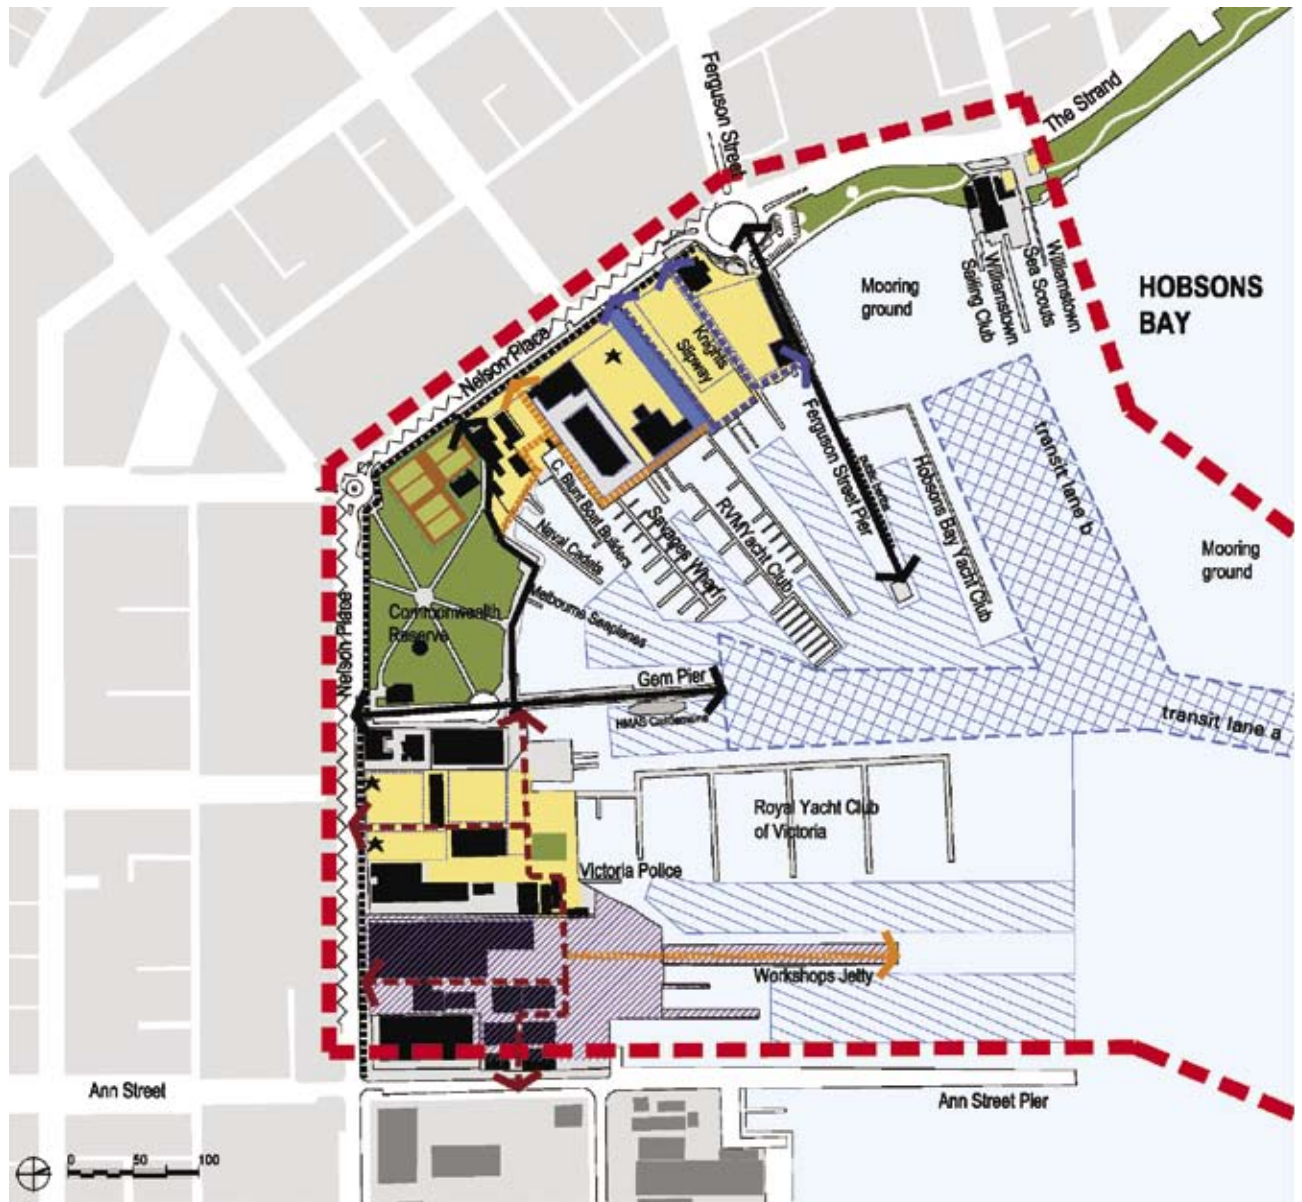 Ferguson Street
The Strand
HOBSONS
BAY
Mooring
ground
Williamstown
Sea Scouts
Williamstown
Sailing Club
Nelson Place
Knights
Slipway
Ferguson Street Pier
public berths
Hobsons Bay Yacht Club
transit lane b
Mooring
ground
RVMYacht Club
Savages Wharf
C. Blunt Boat Builders
Naval Cadets
Melbourne Seaplanes
Commonwealth
Reserve
Nelson Place
Gem Pier
HMAS Castlemaine
transit lane a
Royal Yacht Club
of Victoria
Victoria Police
Workshops Jetty
Ann Street
Ann Street Pier
0 50 100